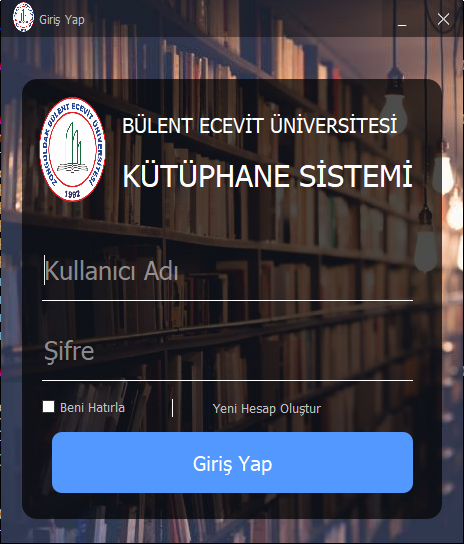 Giriş Yap
BÜLENT ECEVİT ÜNİVERSİTESİ
KÜTÜPHANE SİSTEMİ
ZONGULDAK BÜLENT ECEVİT ÜNİVERSİTESİ
1992
Kullanıcı Adı
Şifre
Beni Hatırla
Yeni Hesap Oluştur
Giriş Yap